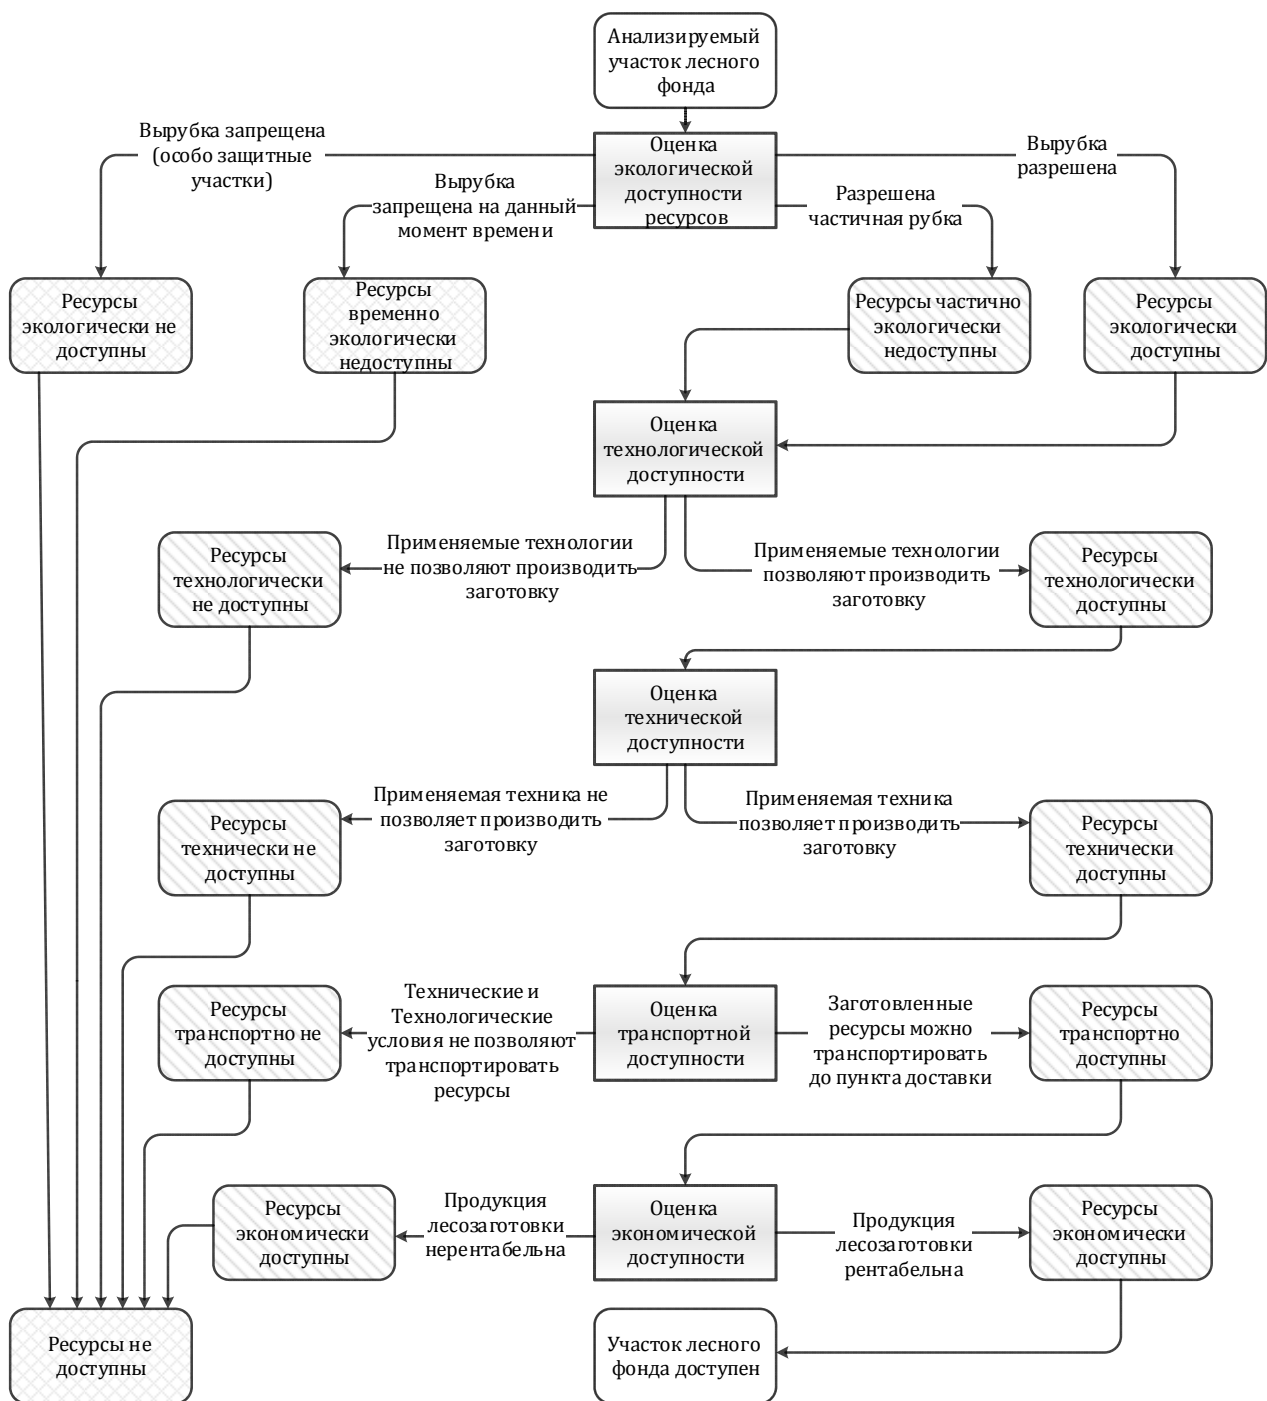 Анализируемый
участок лесного
фонда
Вырубка запрещена
(особо защитные
участки)
Оценка
экологической
доступности
ресурсов
Вырубка
разрешена
Вырубка
запрещена на данный
момент времени
Разрешена
частичная рубка
Ресурсы
экологически не
доступны
Ресурсы
временно
экологически
недоступны
Ресурсы частично
экологически
недоступны
Ресурсы
экологически
доступны
Оценка
технологической
доступности
Ресурсы
технологически
не доступны
Применяемые технологии
не позволяют производить
заготовку
Применяемые технологии
позволяют производить
заготовку
Ресурсы
технологически
доступны
Оценка
технической
доступности
Ресурсы
технически не
доступны
Применяемая техника не
позволяет производить
заготовку
Применяемая техника
позволяет производить
заготовку
Ресурсы
технически
доступны
Ресурсы
транспортно не
доступны
Технические и
Технологические
условия не позволяют
транспортировать
ресурсы
Оценка
транспортной
доступности
Заготовленные
ресурсы можно
транспортировать
до пункта доставки
Ресурсы
транспортно
доступны
Ресурсы
экономически
доступны
Продукция
лесозаготовки
нерентабельна
Оценка
экономической
доступности
Продукция
лесозаготовки
рентабельна
Ресурсы
экономически
доступны
Ресурсы не
доступны
Участок лесного
фонда доступен